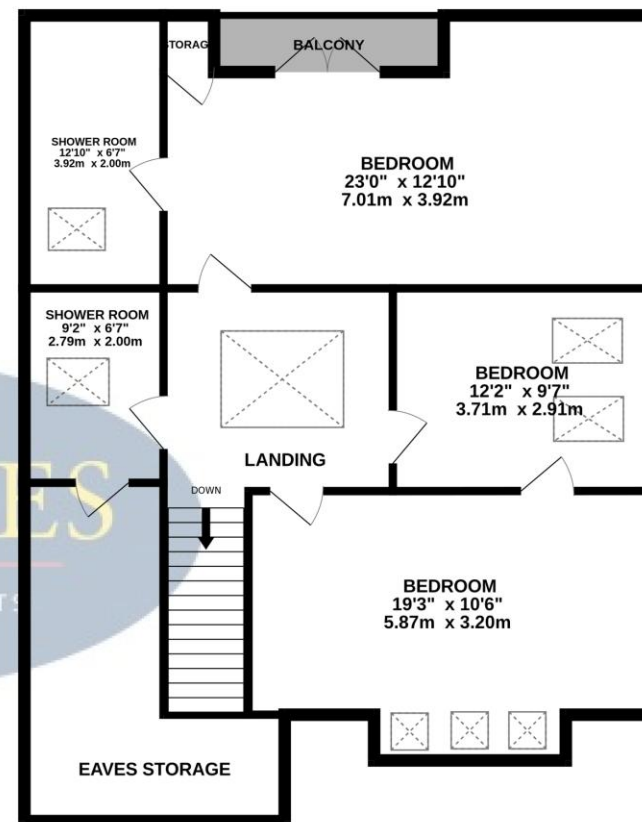 STORAG
BALCONY
SHOWER ROOM
12'10" x 6'7"
3.92m x 2.00m
BEDROOM
23'0" x 12'10"
7.01m x 3.92m
SHOWER ROOM
9'2" x 6'7"
2.79m x 2.00m
BEDROOM
12'2" x 9'7"
3.71m x 2.91m
LANDING
DOWN
ES
TS
BEDROOM
19'3" x 10'6"
5.87m x 3.20m
EAVES STORAGE